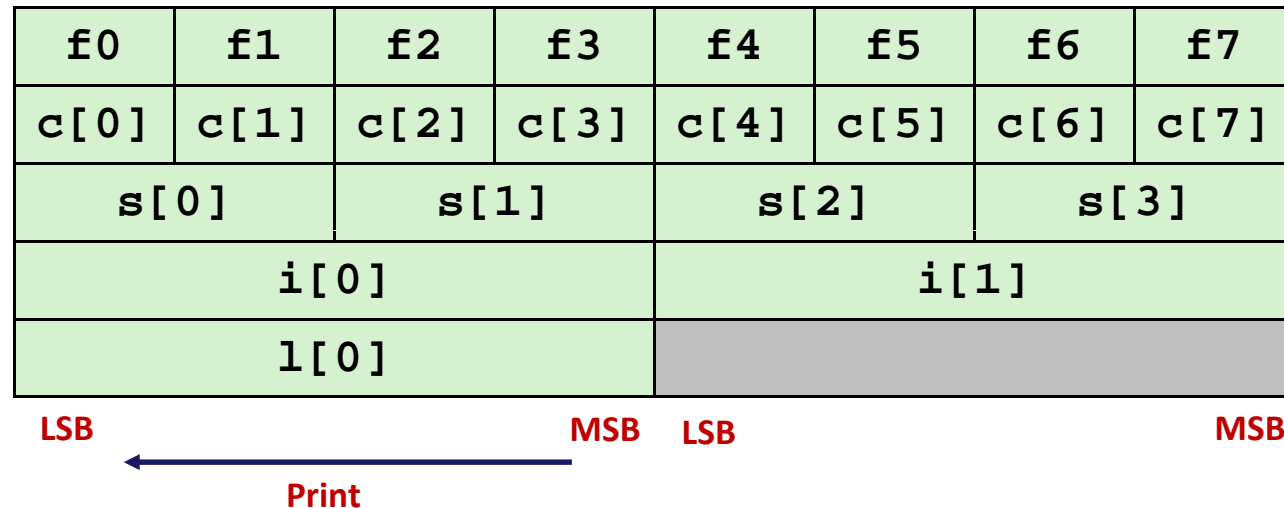 f0 f1 f2 f3 f4 f5 f6 f7
c[0] c[1] c[2] c[3] c[4] c[5] c[6] c[7]
s[0] s[1] s[2] s[3]
i[0] i[1]
l[0]
LSB MSB LSB MSB
Print